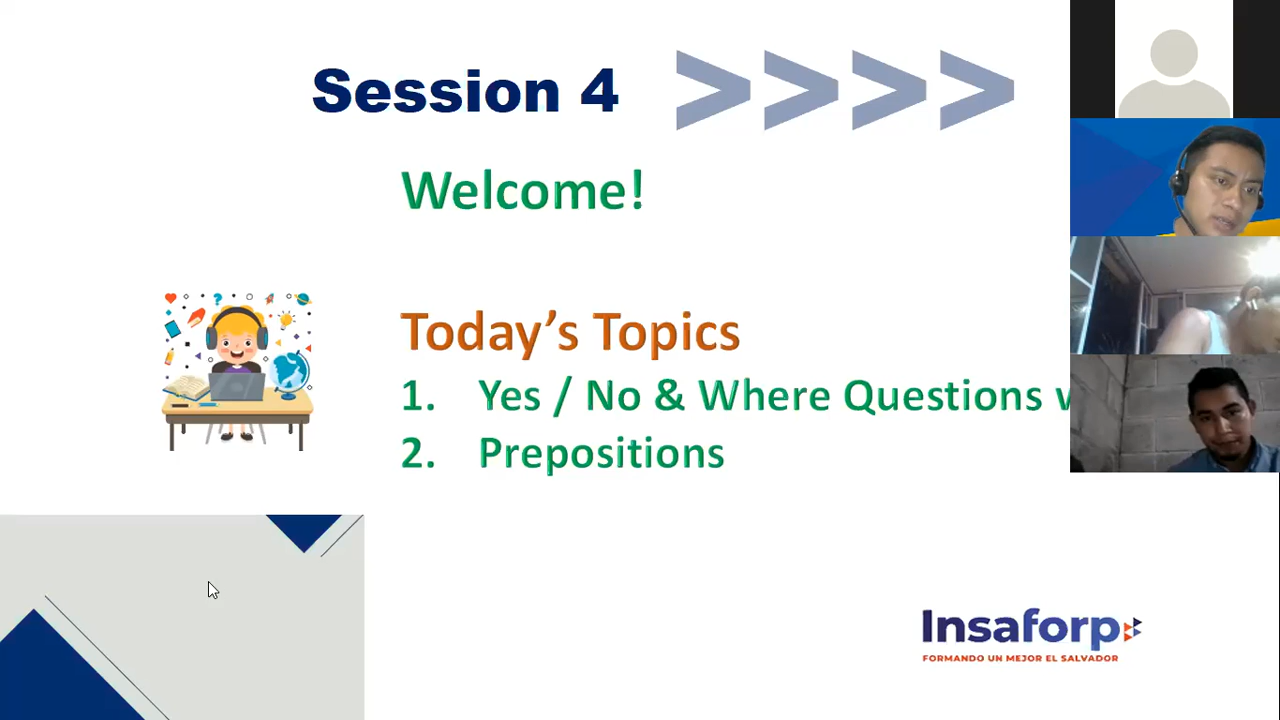 Session 4
Welcome!
Today's Topics
1. Yes / No & Where Questions
2. Prepositions
Insaforp
FORMANDO UN MEJOR EL SALVADOR